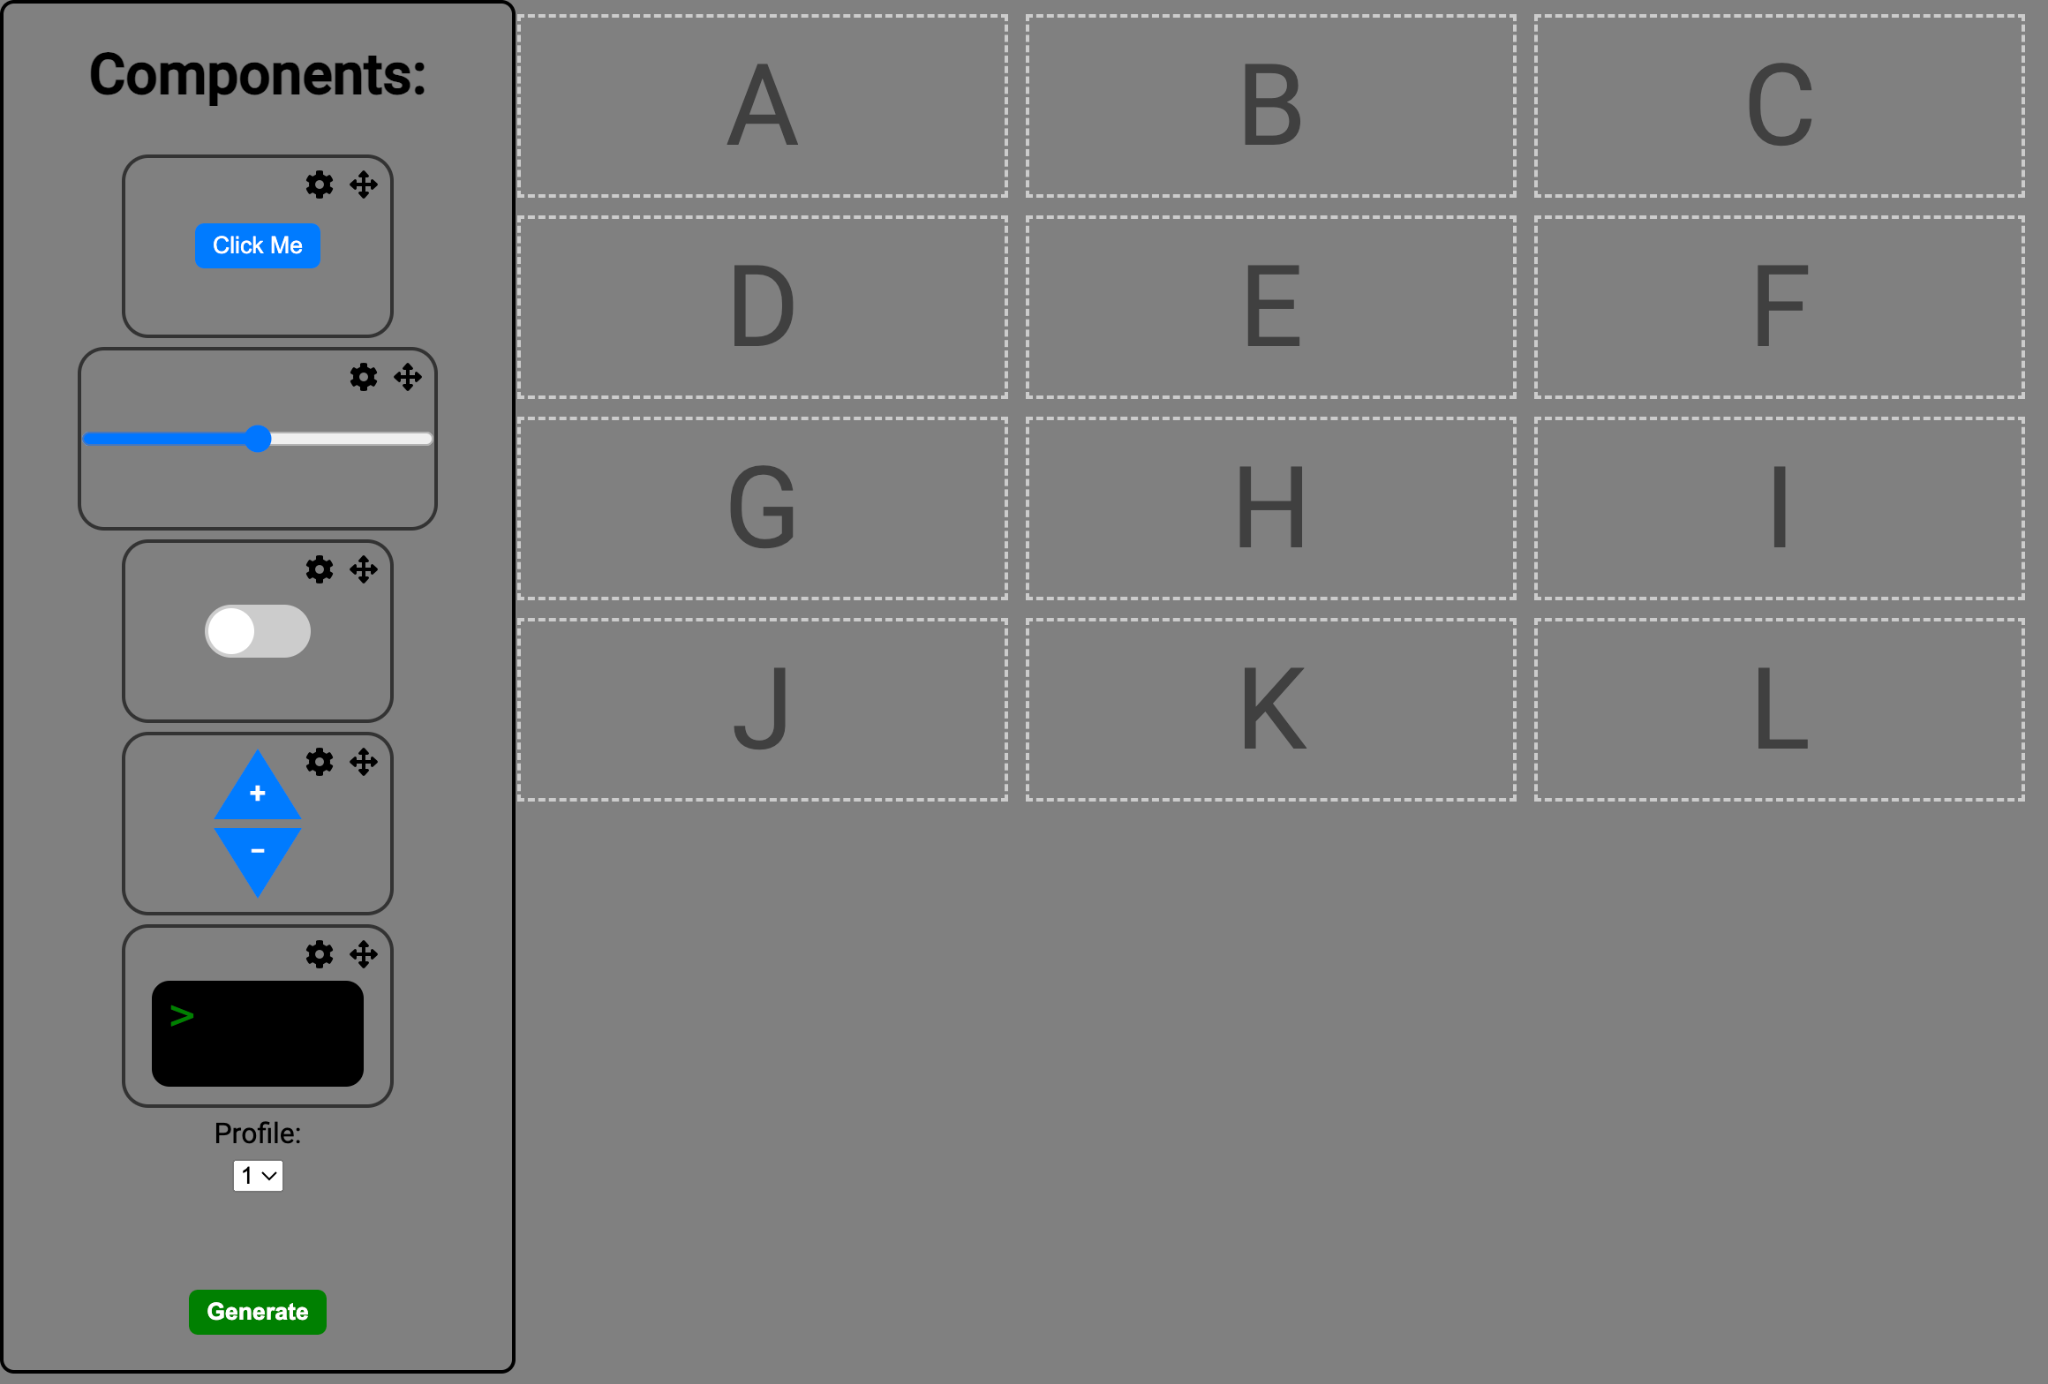 Components:
Click Me
+
-
>
Profile:
1
Generate
A B C
D E F
G H I
J K L